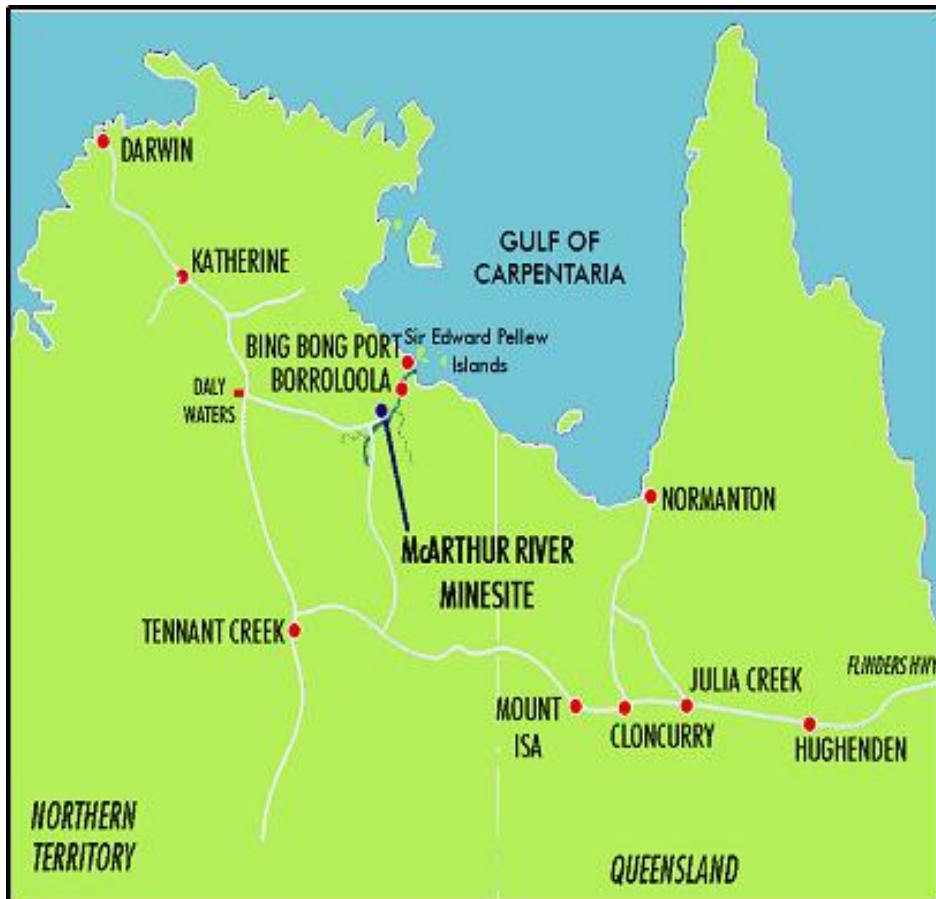 DARWIN
KATHERINE
GULF OF
CARPENTARIA
BING BONG PORT
Sir Edward Pellew
Islands
BORROLOOLA
DALY
WATERS
NORMANTON
McARTHUR RIVER
MINESITE
TENNANT CREEK
FLINDERS HWY
JULIA CREEK
MOUNT
ISA
CLONCURRY
HUGHENDEN
NORTHERN
TERRITORY
QUEENSLAND